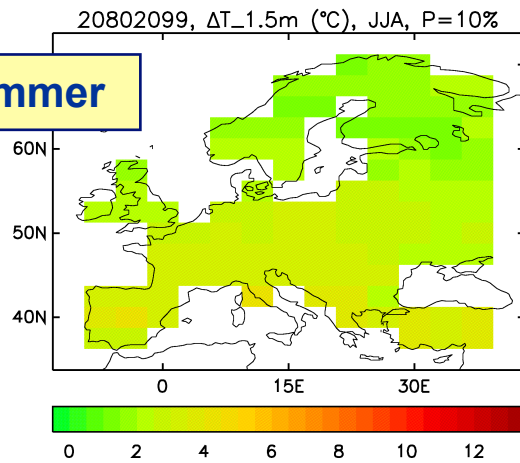 20802099, ΔT_1.5m (°C), JJA, P=10%
mmer
60N
50N
40N
0 15E 30E
0 2 4 6 8 10 12